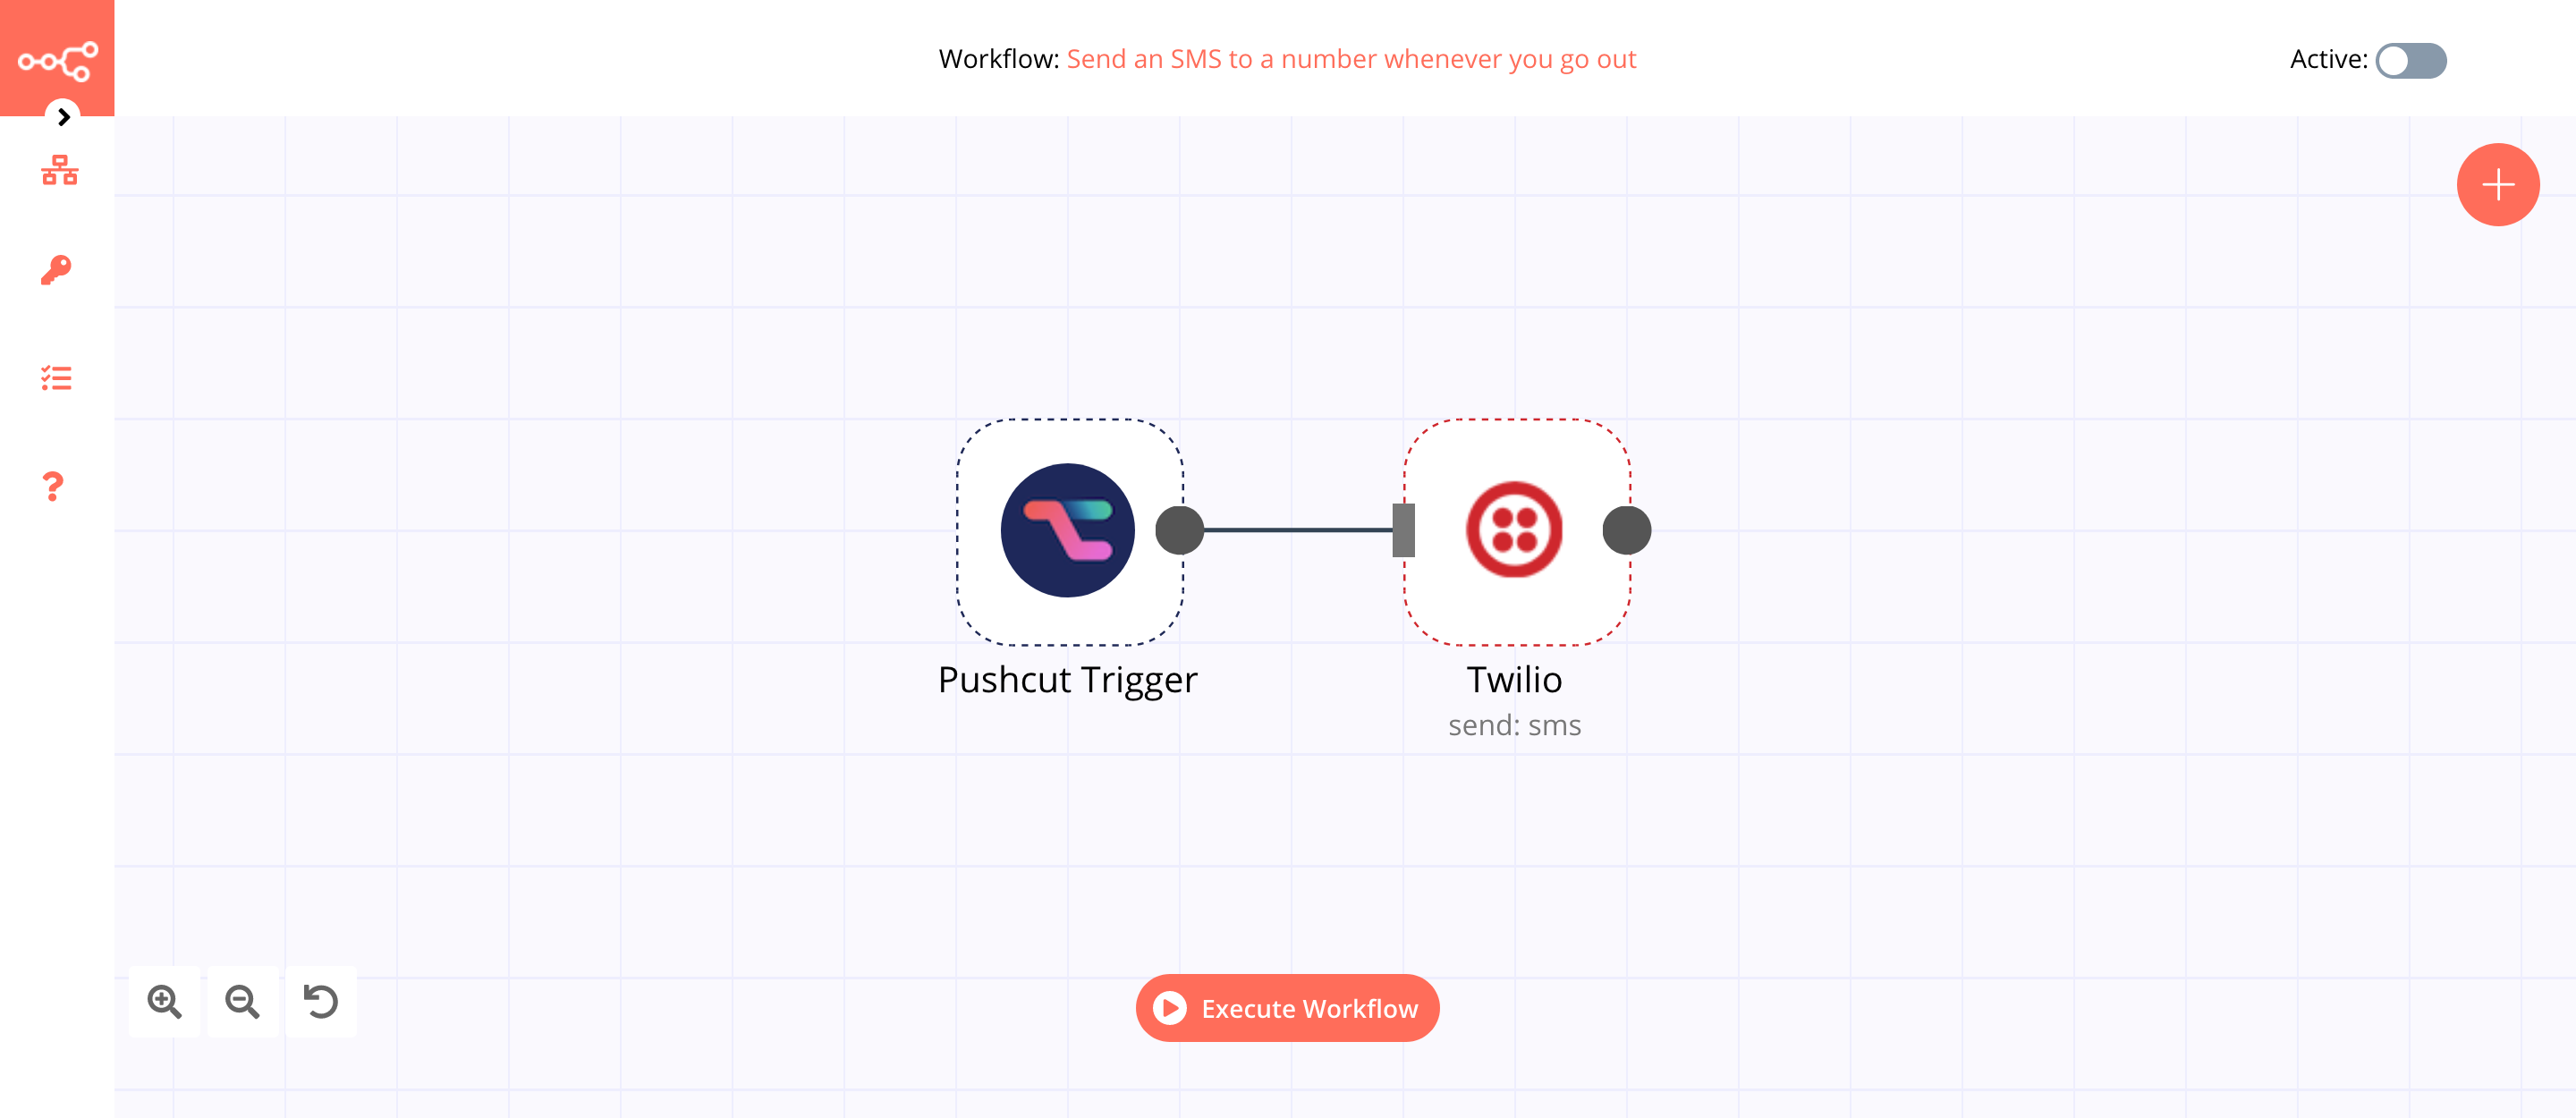 Workflow: Send an SMS to a number whenever you go out
Active:
Pushcut Trigger
Twilio
send: sms
Execute Workflow